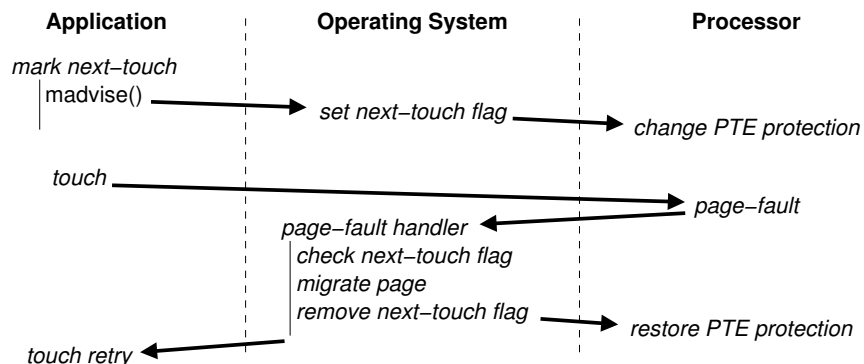 Application Operating System Processor
mark next−touch
madvise()
set next−touch flag
change PTE protection
touch
page−fault
page−fault handler
check next−touch flag
migrate page
remove next−touch flag
restore PTE protection
touch retry